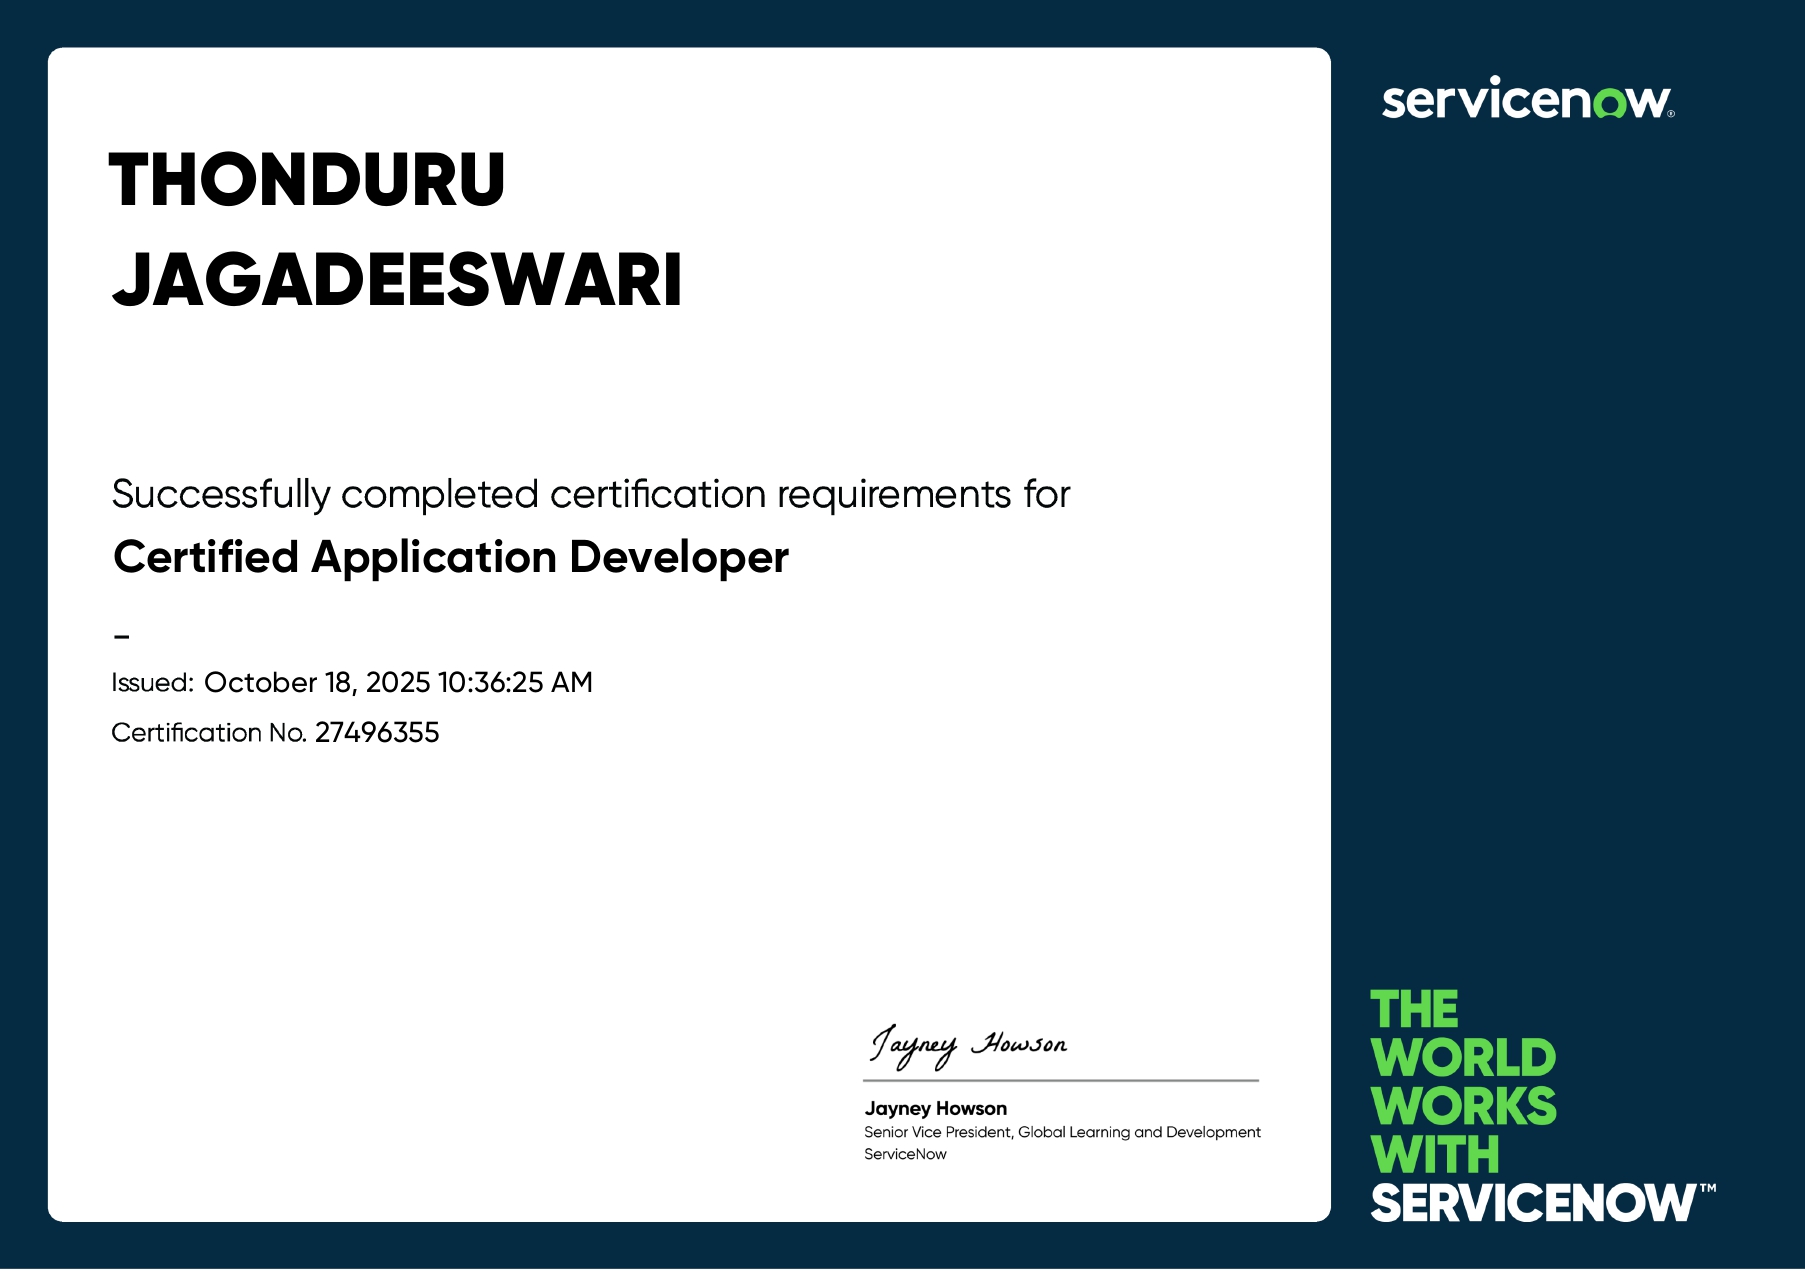 THONDURU
JAGADEESWARI
Successfully completed certification requirements for
Certified Application Developer
–
Issued: October 18, 2025 10:36:25 AM
Certification No. 27496355
Jayney Howson
Jayney Howson
Senior Vice President, Global Learning and Development
ServiceNow
servicenow®
THE
WORLD
WORKS
WITH
SERVICENOW™